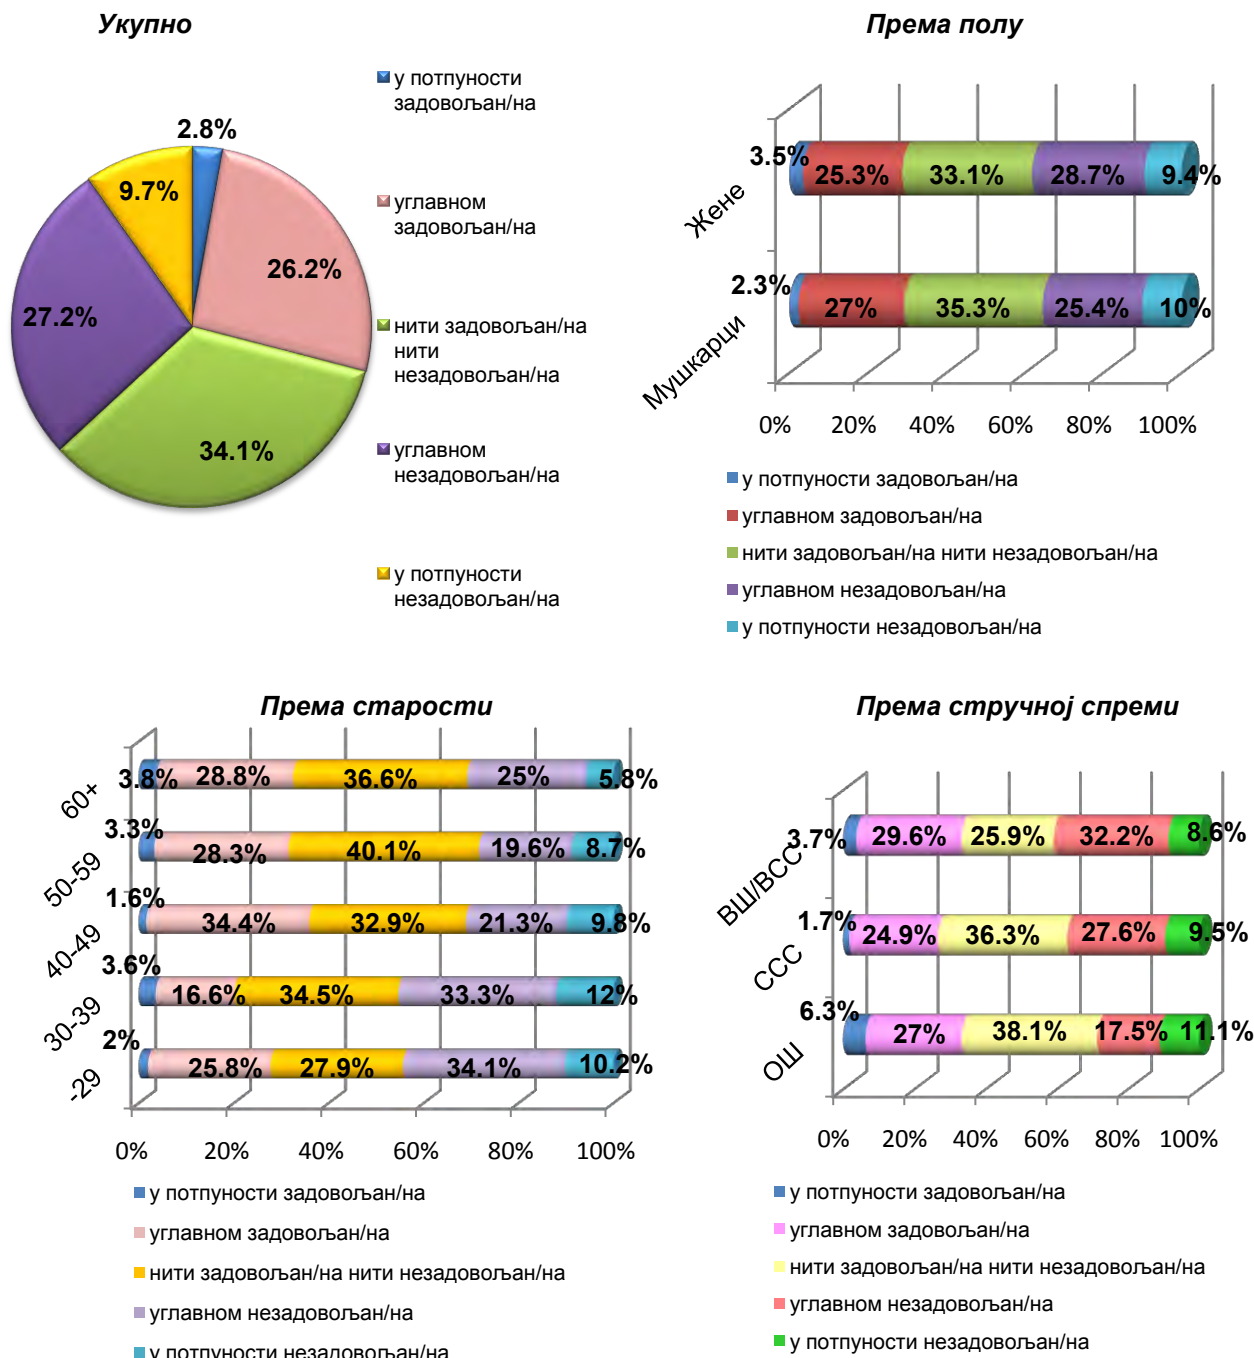 Укупно
2.8%
26.2%
34.1%
27.2%
9.7%
у потпуности
задовољан/на
углавном
задовољан/на
нити задовољан/на
нити
незадовољан/на
углавном
незадовољан/на
у потпуности
незадовољан/на
Према полу
Жене
3.5% 25.3% 33.1% 28.7% 9.4%
Мушкарци
2.3% 27% 35.3% 25.4% 10%
0% 20% 40% 60% 80% 100%
у потпуности задовољан/на
углавном задовољан/на
нити задовољан/на нити незадовољан/на
углавном незадовољан/на
у потпуности незадовољан/на
Према старости
60+
3.8% 28.8% 36.6% 25% 5.8%
50-59
3.3% 28.3% 40.1% 19.6% 8.7%
40-49
1.6% 34.4% 32.9% 21.3% 9.8%
30-39
3.6% 16.6% 34.5% 33.3% 12%
-29
2% 25.8% 27.9% 34.1% 10.2%
0% 20% 40% 60% 80% 100%
у потпуности задовољан/на
углавном задовољан/на
нити задовољан/на нити незадовољан/на
углавном незадовољан/на
у потпуности незадовољан/на
Према стручној спреми
ВШ/ВСС
3.7% 29.6% 25.9% 32.2% 8.6%
ССС
1.7% 24.9% 36.3% 27.6% 9.5%
ОШ
6.3% 27% 38.1% 17.5% 11.1%
0% 20% 40% 60% 80% 100%
у потпуности задовољан/на
углавном задовољан/на
нити задовољан/на нити незадовољан/на
углавном незадовољан/на
у потпуности незадовољан/на